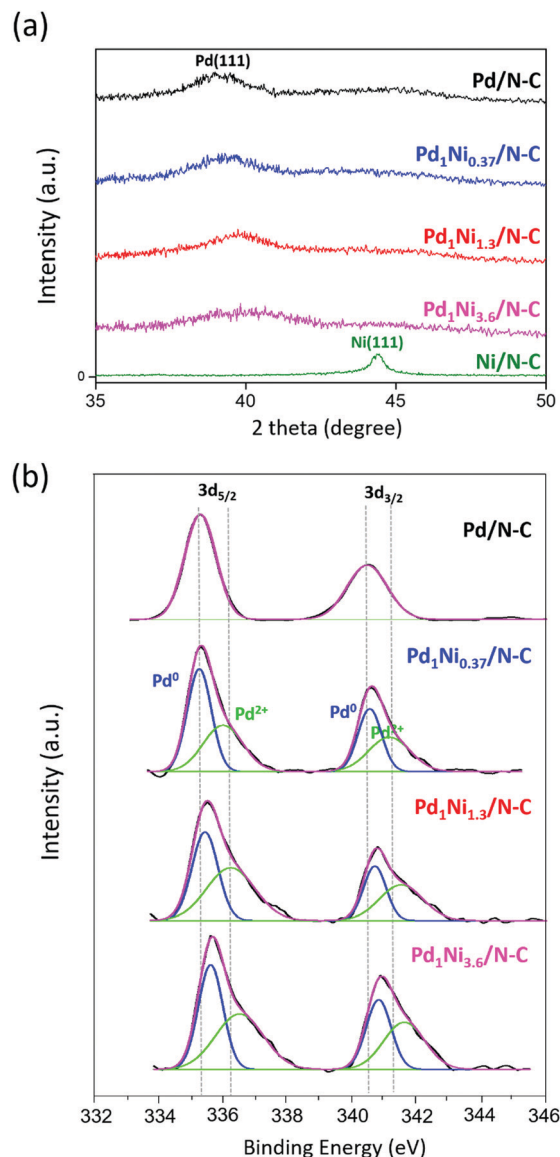 (a)
Pd(111)
Pd/N-C
Pd₁Ni₀.₃₇/N-C
Pd₁Ni₁.₃/N-C
Pd₁Ni₃.₆/N-C
Ni(111)
Ni/N-C
Intensity (a.u.)
0
35 40 45 50
2 theta (degree)
(b)
3d₅/₂ 3d₃/₂
Pd/N-C
Pd₁Ni₀.₃₇/N-C
Pd⁰ Pd²⁺ Pd⁰ Pd²⁺
Pd₁Ni₁.₃/N-C
Pd₁Ni₃.₆/N-C
Intensity (a.u.)
332 334 336 338 340 342 344 346
Binding Energy (eV)